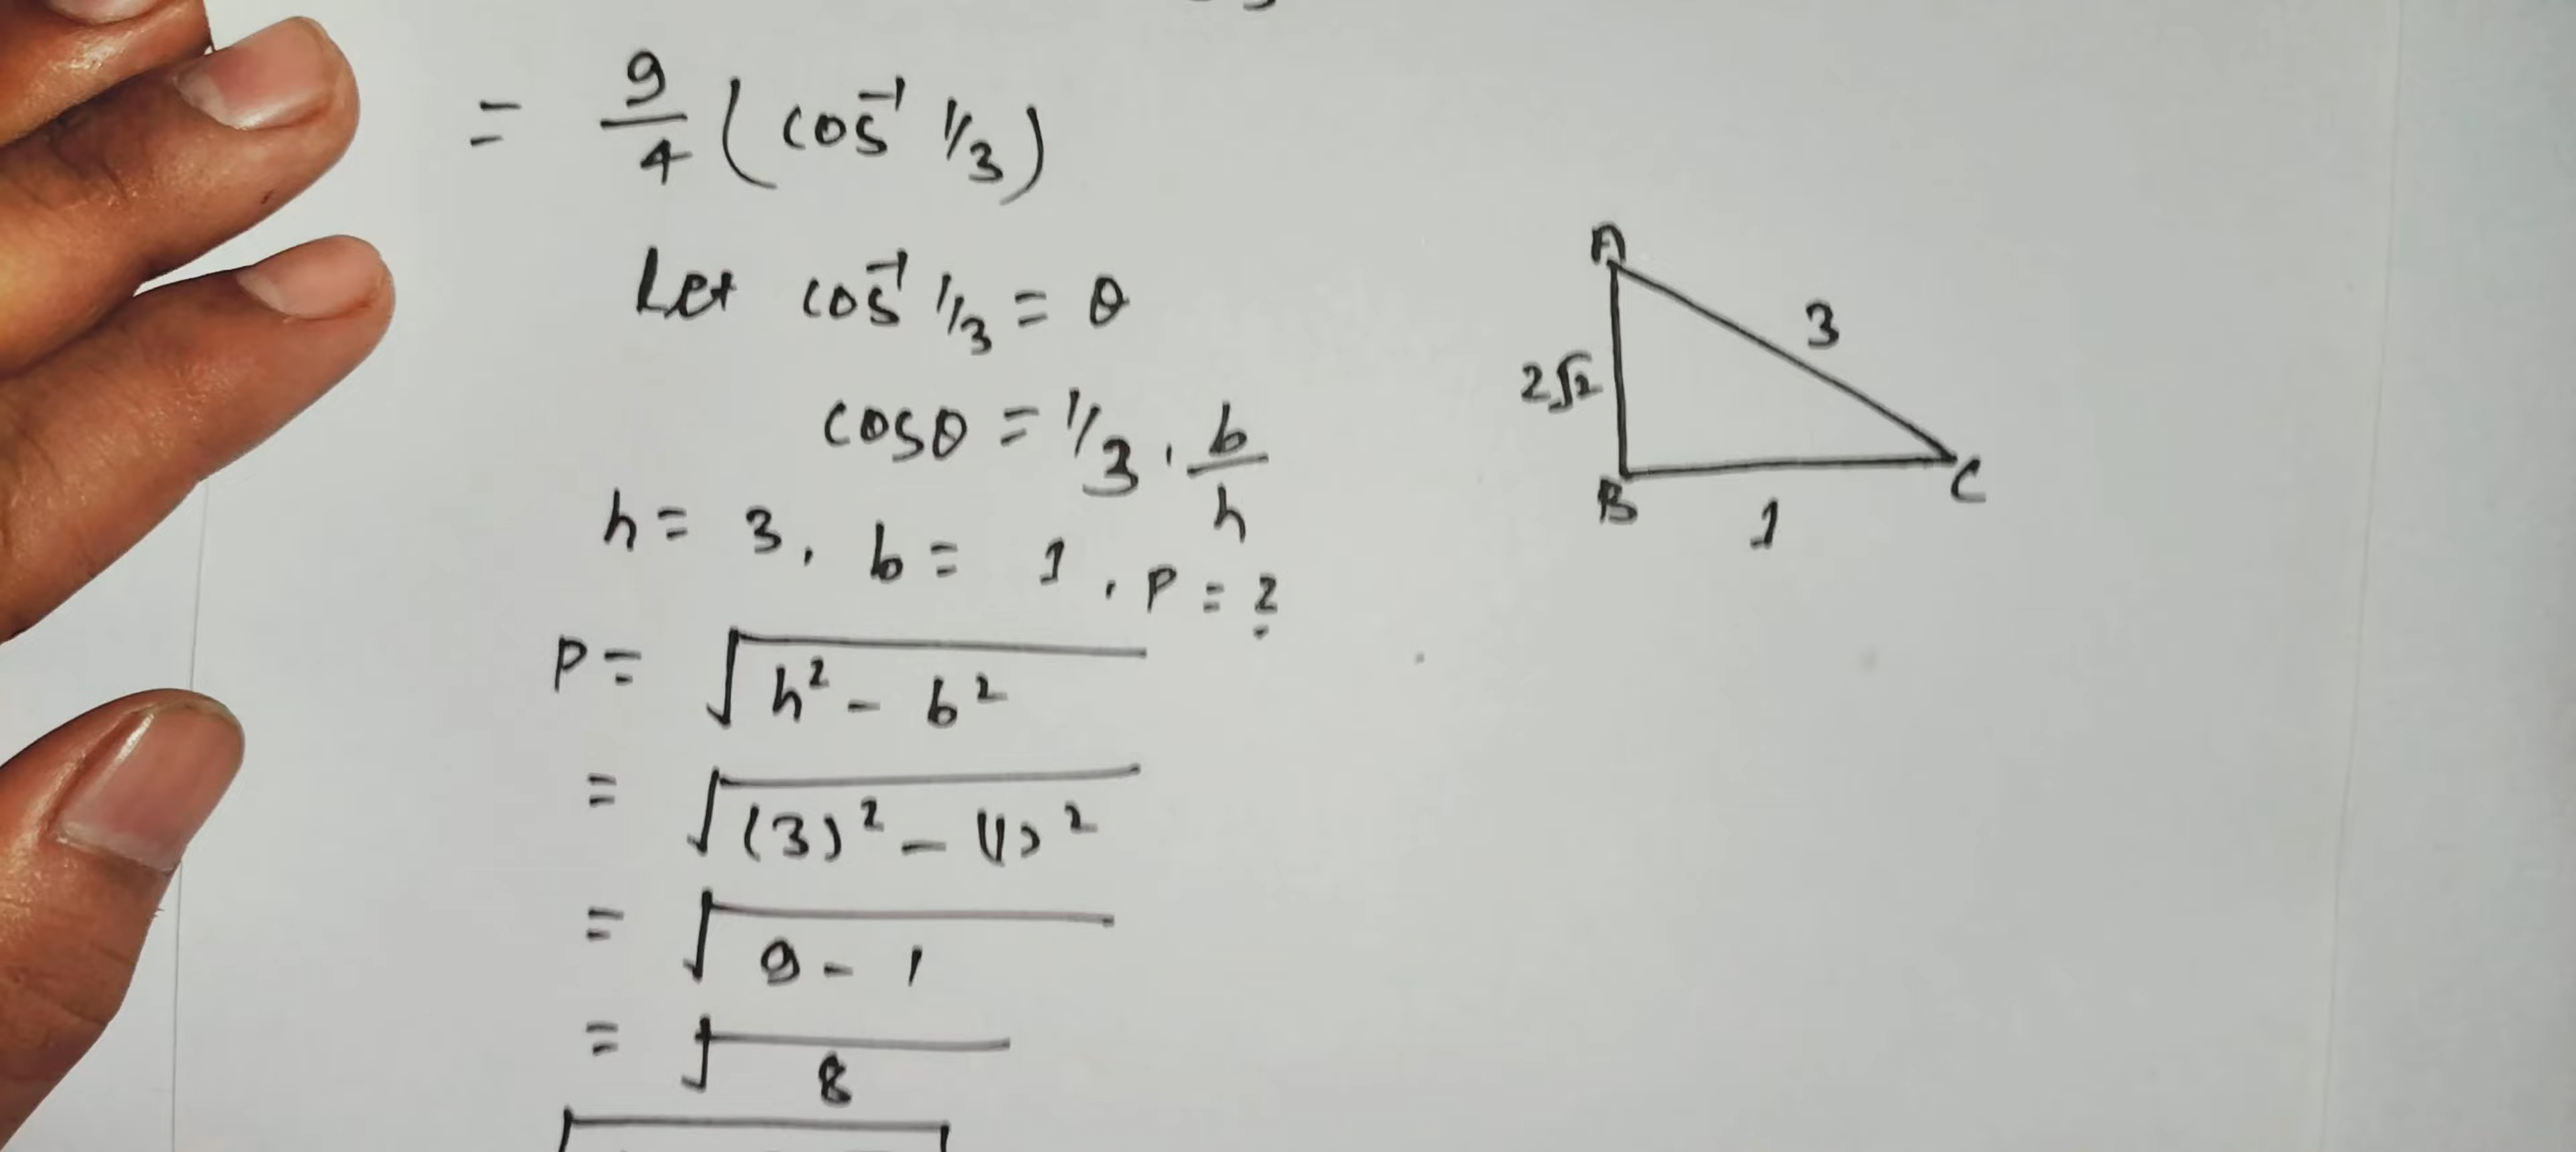 = 9/4 (cos⁻¹ 1/3)
Let cos⁻¹ 1/3 = θ
cosθ = 1/3 , b/h
h = 3, b = 1, P = ?
P = √(h² - b²)
= √((3)² - (1)²)
= √(9 - 1)
= √8
A
3
2√2
B
1
C